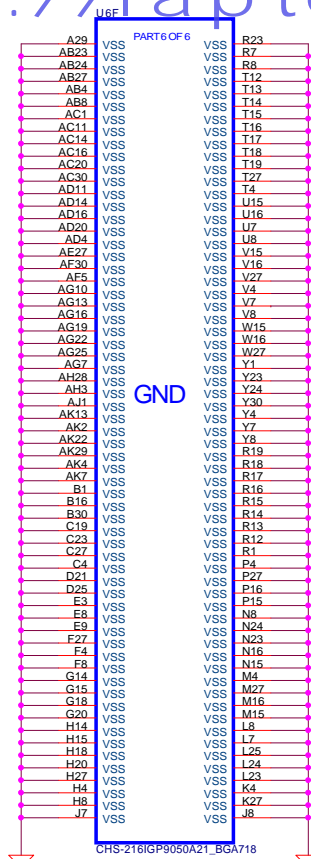 U6F
PART 6 OF 6
A29 VSS VSS R23
AB23 VSS VSS R7
AB24 VSS VSS R8
AB27 VSS VSS T12
AB4 VSS VSS T13
AB8 VSS VSS T14
AC1 VSS VSS T15
AC11 VSS VSS T16
AC14 VSS VSS T17
AC16 VSS VSS T18
AC20 VSS VSS T19
AC30 VSS VSS T27
AD11 VSS VSS T4
AD14 VSS VSS U15
AD16 VSS VSS U16
AD20 VSS VSS U7
AD4 VSS VSS U8
AE27 VSS VSS V15
AF30 VSS VSS V16
AF5 VSS VSS V27
AG10 VSS VSS V4
AG13 VSS VSS V7
AG16 VSS VSS V8
AG19 VSS VSS W15
AG22 VSS VSS W16
AG25 VSS VSS W27
AG7 VSS VSS Y1
AH28 VSS VSS Y23
AH3 VSS VSS Y24
GND
AJ1 VSS VSS Y30
AK13 VSS VSS Y4
AK2 VSS VSS Y7
AK22 VSS VSS Y8
AK29 VSS VSS R19
AK4 VSS VSS R18
AK7 VSS VSS R17
B1 VSS VSS R16
B16 VSS VSS R15
B30 VSS VSS R14
C19 VSS VSS R13
C23 VSS VSS R12
C27 VSS VSS R1
C4 VSS VSS P4
D21 VSS VSS P27
D25 VSS VSS P16
E3 VSS VSS P15
E8 VSS VSS N8
E9 VSS VSS N24
F27 VSS VSS N23
F4 VSS VSS N16
F8 VSS VSS N15
G14 VSS VSS M4
G15 VSS VSS M27
G18 VSS VSS M16
G20 VSS VSS M15
H14 VSS VSS L8
H15 VSS VSS L7
H18 VSS VSS L25
H20 VSS VSS L24
H27 VSS VSS L23
H4 VSS VSS K4
H8 VSS VSS K27
J7 VSS VSS J8
CHS-216IGP9050A21_BGA718